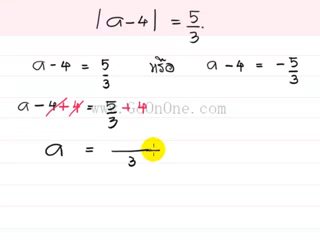 |a-4| = 5/3.
a-4 = 5/3 หรือ a-4 = -5/3
a-4+4 = 5/3 +4
a = /3